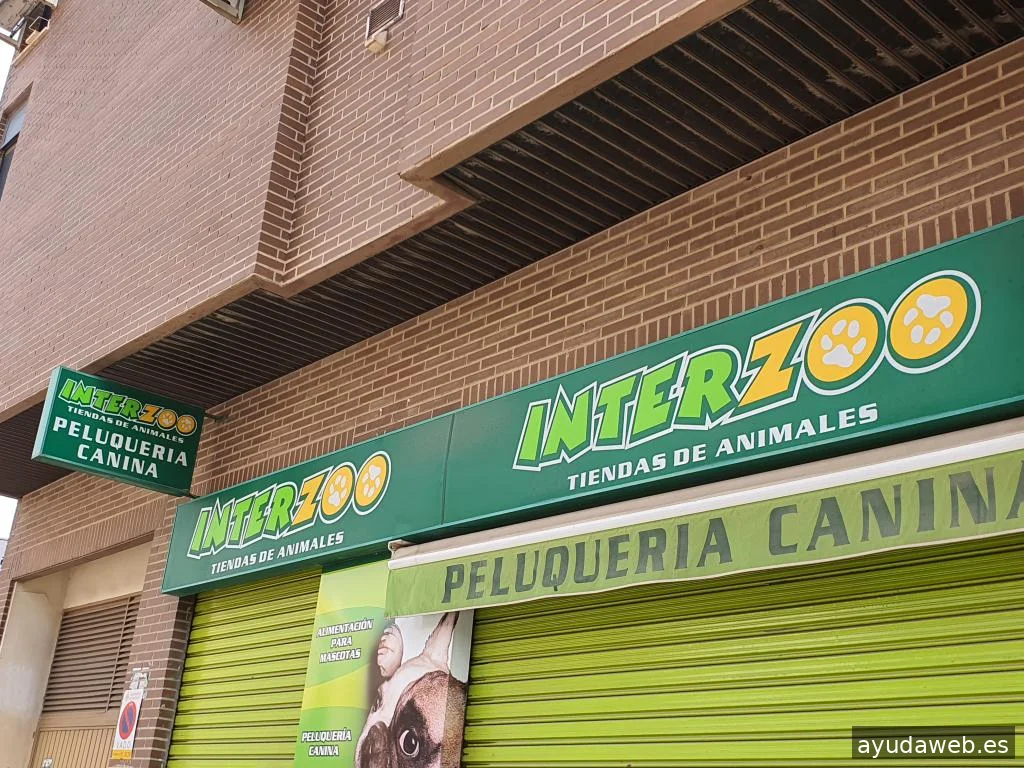 INTERZOO
TIENDAS DE ANIMALES
PELUQUERIA
CANINA
INTERZOO
TIENDAS DE ANIMALES
INTERZOO
TIENDAS DE ANIMALES
PELUQUERIA CANINA
ALIMENTACIÓN
PARA
MASCOTAS
PELUQUERÍA
CANINA
VADO
ayudaweb.es